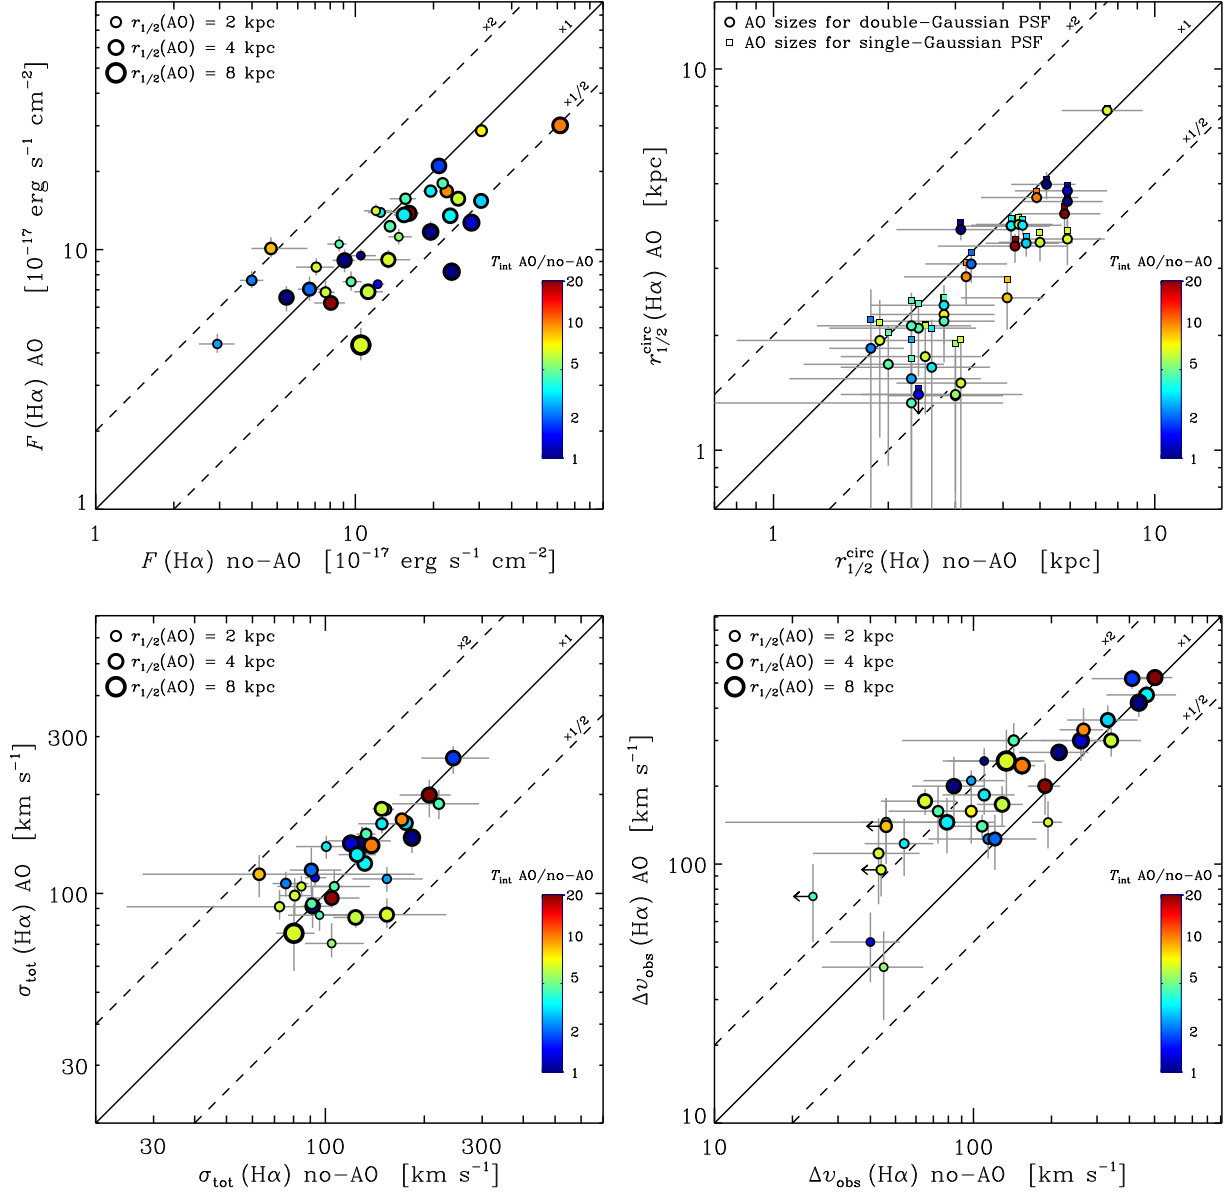 r1/2(AO) = 2 kpc
r1/2(AO) = 4 kpc
r1/2(AO) = 8 kpc
×2
×1
×1/2
10
1
F(Hα) AO [10−17 erg s−1 cm−2]
Tint AO/no−AO
20
10
5
2
1
1
10
F(Hα) no−AO [10−17 erg s−1 cm−2]
AO sizes for double−Gaussian PSF
AO sizes for single−Gaussian PSF
×2
×1
×1/2
10
1
r1/2circ(Hα) AO [kpc]
Tint AO/no−AO
20
10
5
2
1
1
10
r1/2circ(Hα) no−AO [kpc]
r1/2(AO) = 2 kpc
r1/2(AO) = 4 kpc
r1/2(AO) = 8 kpc
×2
×1
×1/2
300
100
30
σtot(Hα) AO [km s−1]
Tint AO/no−AO
20
10
5
2
1
30
100
300
σtot(Hα) no−AO [km s−1]
r1/2(AO) = 2 kpc
r1/2(AO) = 4 kpc
r1/2(AO) = 8 kpc
×2
×1
×1/2
100
10
Δvobs(Hα) AO [km s−1]
Tint AO/no−AO
20
10
5
2
1
10
100
Δvobs(Hα) no−AO [km s−1]